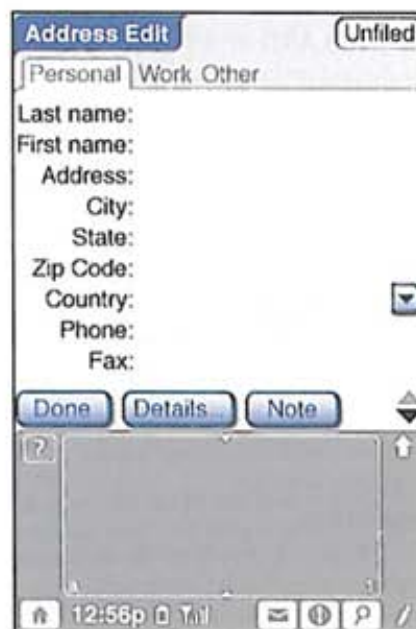 Address Edit Unfiled
Personal Work Other
Last name:
First name:
Address:
City:
State:
Zip Code:
Country:
Phone:
Fax:
Done Details... Note
?
12:56p